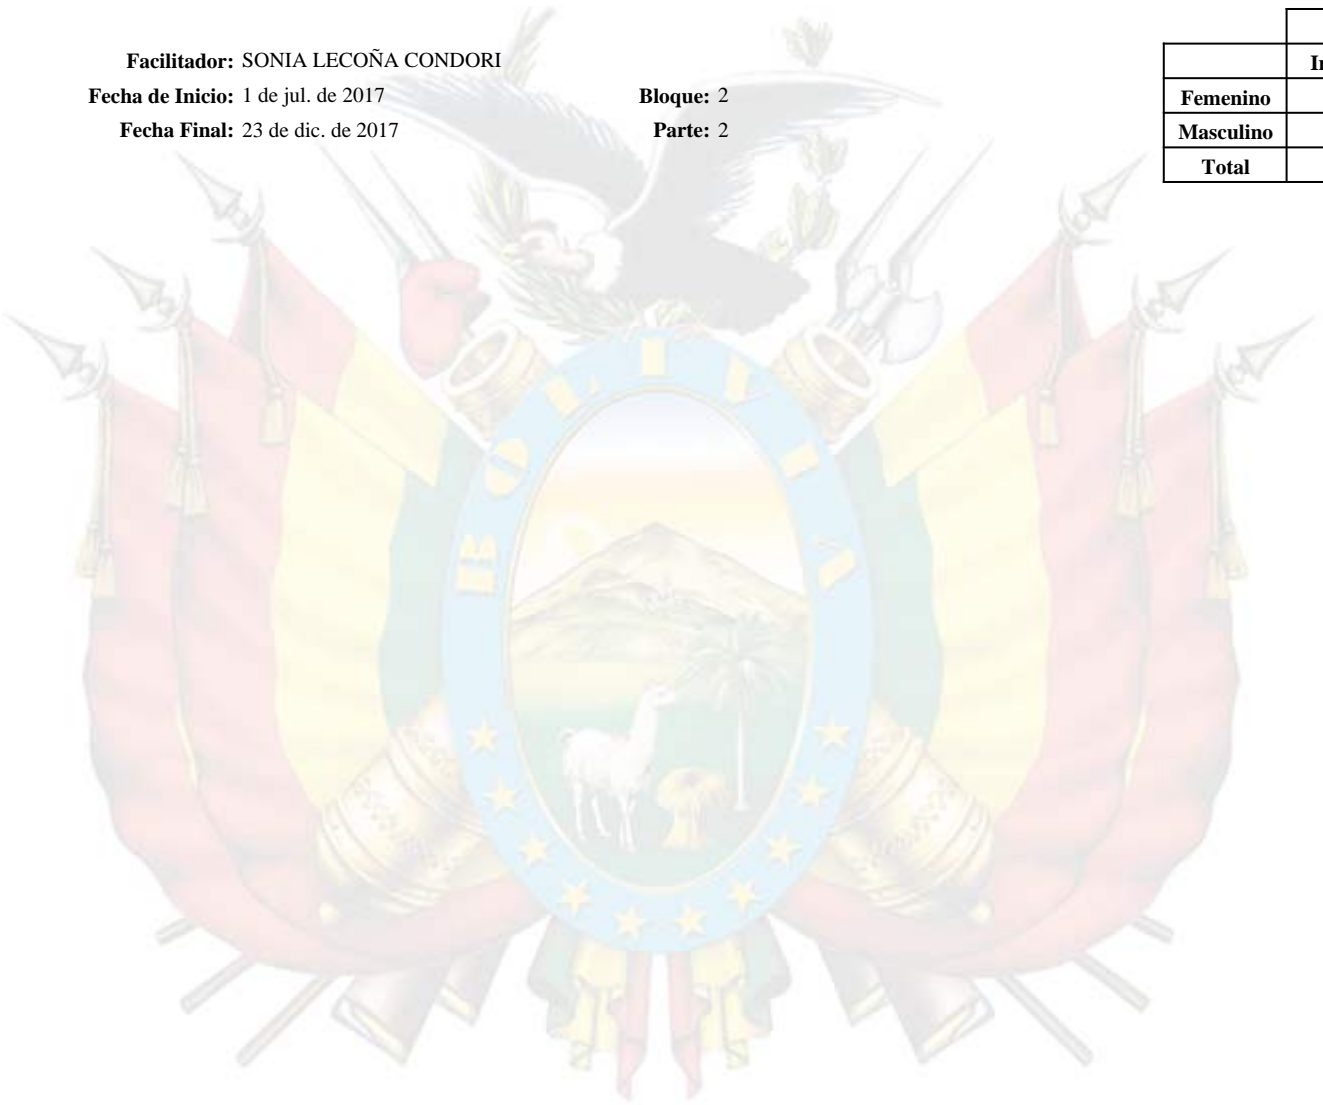 Facilitador: SONIA LECOÑA CONDORI
Fecha de Inicio: 1 de jul. de 2017 Bloque: 2
Fecha Final: 23 de dic. de 2017 Parte: 2
Femenino
Masculino
Total
BOLIVIA